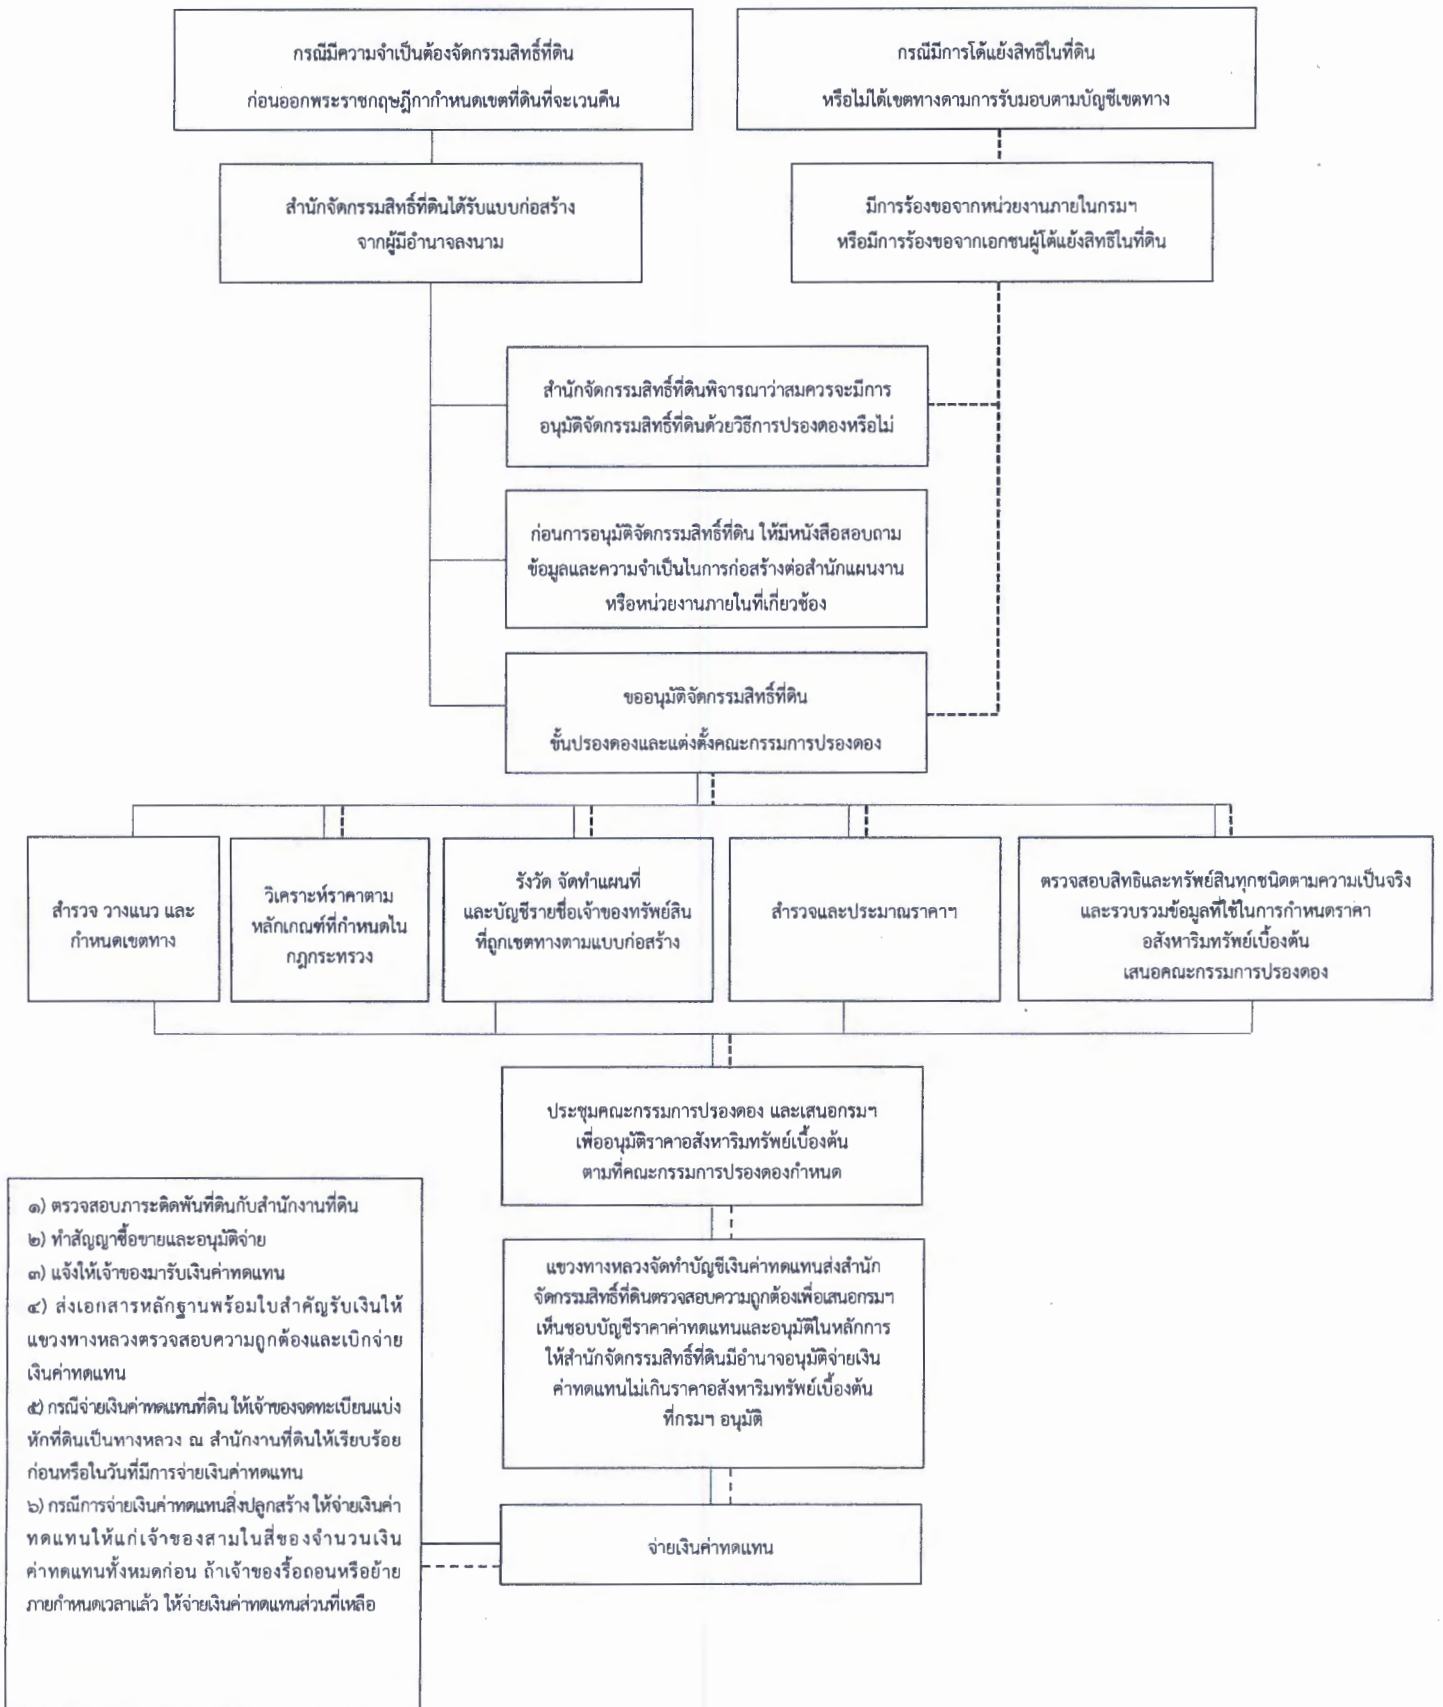 กรณีมีความจำเป็นต้องจัดกรรมสิทธิ์ที่ดิน
ก่อนออกพระราชกฤษฎีกากำหนดเขตที่ดินที่จะเวนคืน
กรณีมีการโต้แย้งสิทธิในที่ดิน
หรือไม่ได้เขตทางตามการรับมอบตามบัญชีเขตทาง
สำนักจัดกรรมสิทธิ์ที่ดินได้รับแบบก่อสร้าง
จากผู้มีอำนาจลงนาม
มีการร้องขอจากหน่วยงานภายในกรมฯ
หรือมีการร้องขอจากเอกชนผู้โต้แย้งสิทธิในที่ดิน
สำนักจัดกรรมสิทธิ์ที่ดินพิจารณาว่าสมควรจะมีการ
อนุมัติจัดกรรมสิทธิ์ที่ดินด้วยวิธีการปรองดองหรือไม่
ก่อนการอนุมัติจัดกรรมสิทธิ์ที่ดิน ให้มีหนังสือสอบถาม
ข้อมูลและความจำเป็นในการก่อสร้างต่อสำนักแผนงาน
หรือหน่วยงานภายในที่เกี่ยวข้อง
ขออนุมัติจัดกรรมสิทธิ์ที่ดิน
ขั้นปรองดองและแต่งตั้งคณะกรรมการปรองดอง
สำรวจ วางแนว และ
กำหนดเขตทาง
วิเคราะห์ราคาตาม
หลักเกณฑ์ที่กำหนดใน
กฎกระทรวง
รังวัด จัดทำแผนที่
และบัญชีรายชื่อเจ้าของทรัพย์สิน
ที่ถูกเขตทางตามแบบก่อสร้าง
สำรวจและประมาณราคาฯ
ตรวจสอบสิทธิและทรัพย์สินทุกชนิดตามความเป็นจริง
และรวบรวมข้อมูลที่ใช้ในการกำหนดราคา
อสังหาริมทรัพย์เบื้องต้น
เสนอคณะกรรมการปรองดอง
ประชุมคณะกรรมการปรองดอง และเสนอกรมฯ
เพื่ออนุมัติราคาอสังหาริมทรัพย์เบื้องต้น
ตามที่คณะกรรมการปรองดองกำหนด
แขวงทางหลวงจัดทำบัญชีเงินค่าทดแทนส่งสำนัก
จัดกรรมสิทธิ์ที่ดินตรวจสอบความถูกต้องเพื่อเสนอกรมฯ
เห็นชอบบัญชีราคาค่าทดแทนและอนุมัติในหลักการ
ให้สำนักจัดกรรมสิทธิ์ที่ดินมีอำนาจอนุมัติจ่ายเงิน
ค่าทดแทนไม่เกินราคาอสังหาริมทรัพย์เบื้องต้น
ที่กรมฯ อนุมัติ
จ่ายเงินค่าทดแทน
๑) ตรวจสอบภาระติดพันที่ดินกับสำนักงานที่ดิน
๒) ทำสัญญาซื้อขายและอนุมัติจ่าย
๓) แจ้งให้เจ้าของมารับเงินค่าทดแทน
๔) ส่งเอกสารหลักฐานพร้อมใบสำคัญรับเงินให้
แขวงทางหลวงตรวจสอบความถูกต้องและเบิกจ่าย
เงินค่าทดแทน
๕) กรณีจ่ายเงินค่าทดแทนที่ดิน ให้เจ้าของจดทะเบียนแบ่ง
หักที่ดินเป็นทางหลวง ณ สำนักงานที่ดินให้เรียบร้อย
ก่อนหรือในวันที่มีการจ่ายเงินค่าทดแทน
๖) กรณีการจ่ายเงินค่าทดแทนสิ่งปลูกสร้าง ให้จ่ายเงินค่า
ทดแทนให้แก่เจ้าของสามในสี่ของจำนวนเงิน
ค่าทดแทนทั้งหมดก่อน ถ้าเจ้าของรื้อถอนหรือย้าย
ภายกำหนดเวลาแล้ว ให้จ่ายเงินค่าทดแทนส่วนที่เหลือ